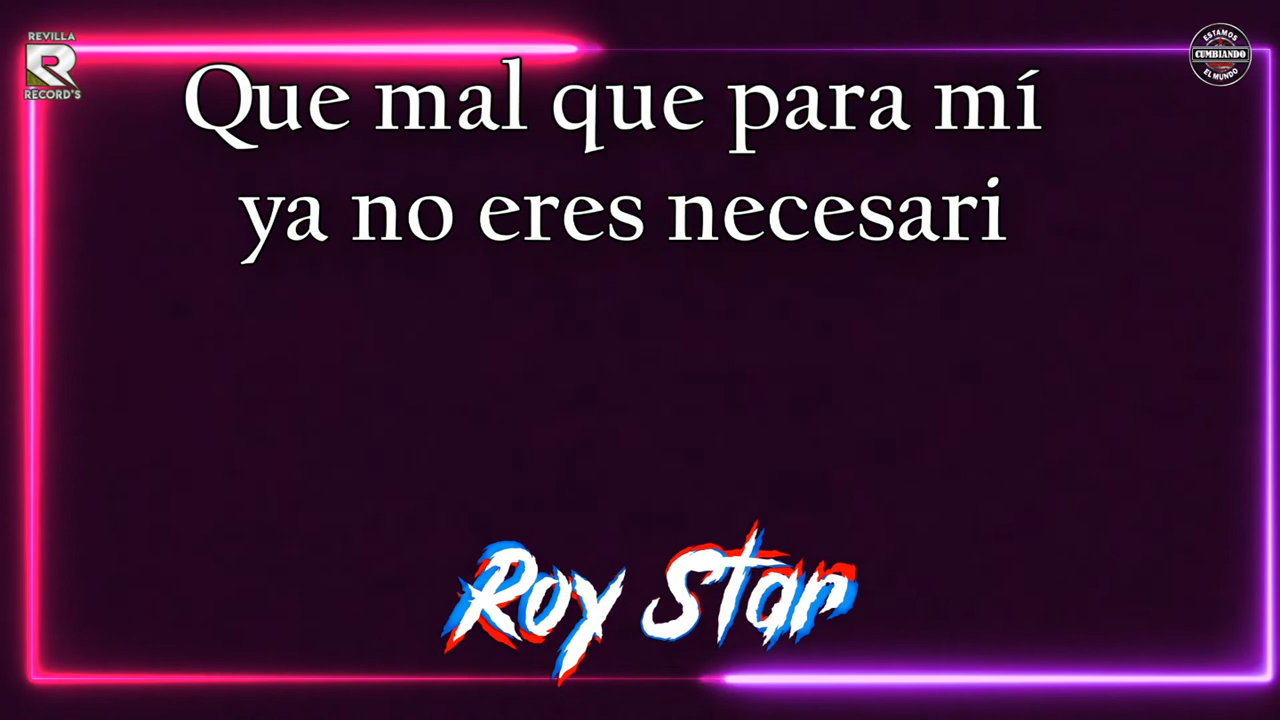 REVILLA
R
RECORD'S
ESTAMOS
CUMBIANDO
EL MUNDO
Que mal que para mí
ya no eres necesari
Roy Star